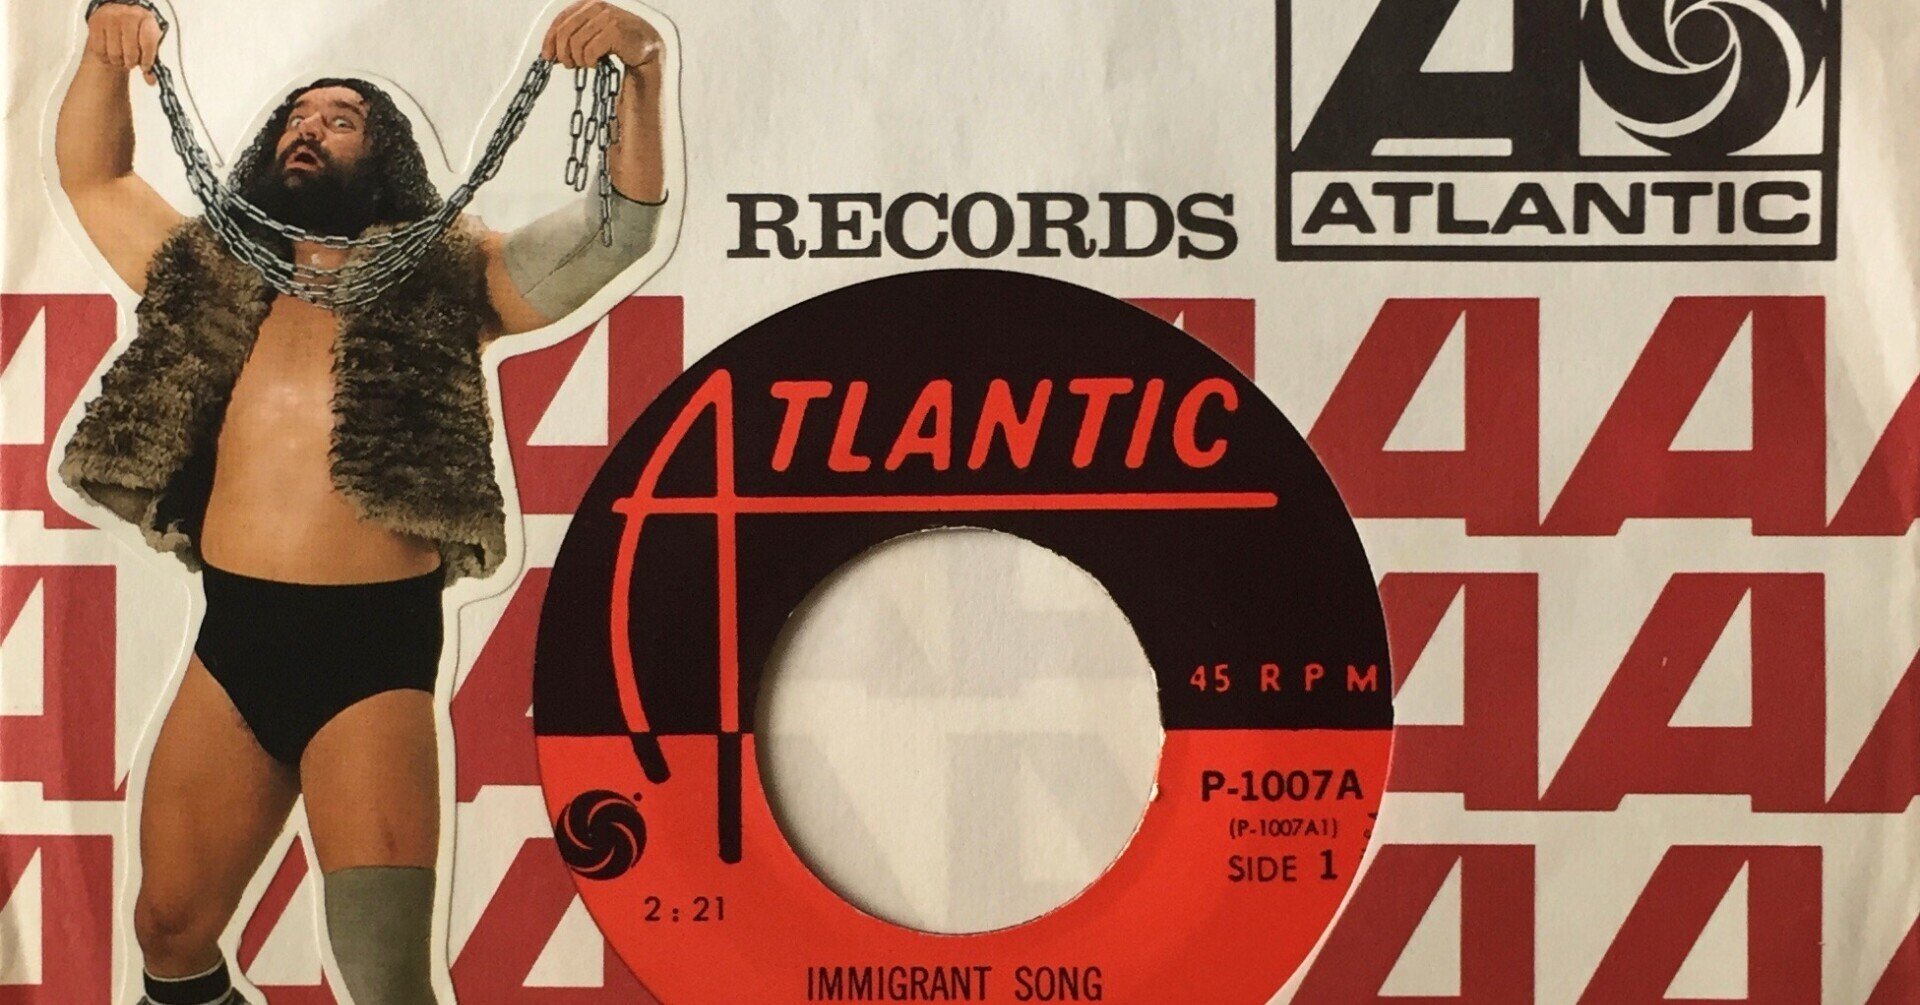 RECORDS
ATLANTIC
ATLANTIC
45 RPM
P-1007A
(P-1007A1)
SIDE 1
2:21
IMMIGRANT SONG